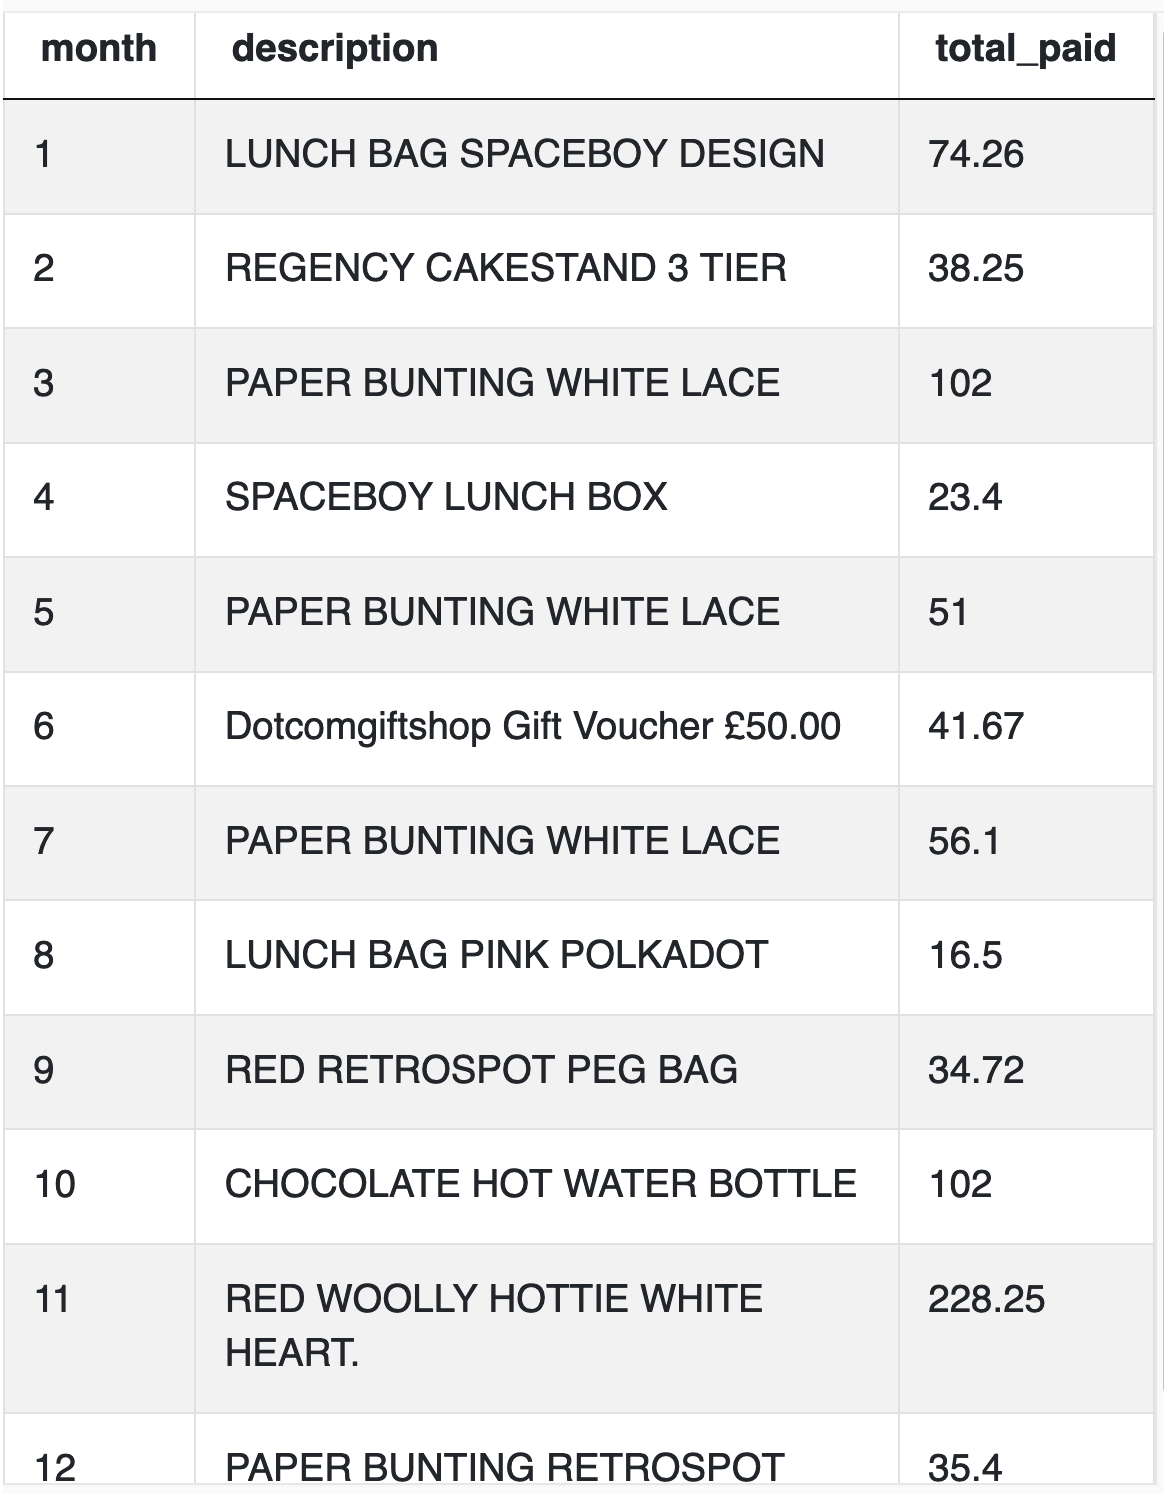 month description total_paid
1 LUNCH BAG SPACEBOY DESIGN 74.26
2 REGENCY CAKESTAND 3 TIER 38.25
3 PAPER BUNTING WHITE LACE 102
4 SPACEBOY LUNCH BOX 23.4
5 PAPER BUNTING WHITE LACE 51
6 Dotcomgiftshop Gift Voucher £50.00 41.67
7 PAPER BUNTING WHITE LACE 56.1
8 LUNCH BAG PINK POLKADOT 16.5
9 RED RETROSPOT PEG BAG 34.72
10 CHOCOLATE HOT WATER BOTTLE 102
11 RED WOOLLY HOTTIE WHITE 228.25
HEART.
12 PAPER BUNTING RETROSPOT 35.4